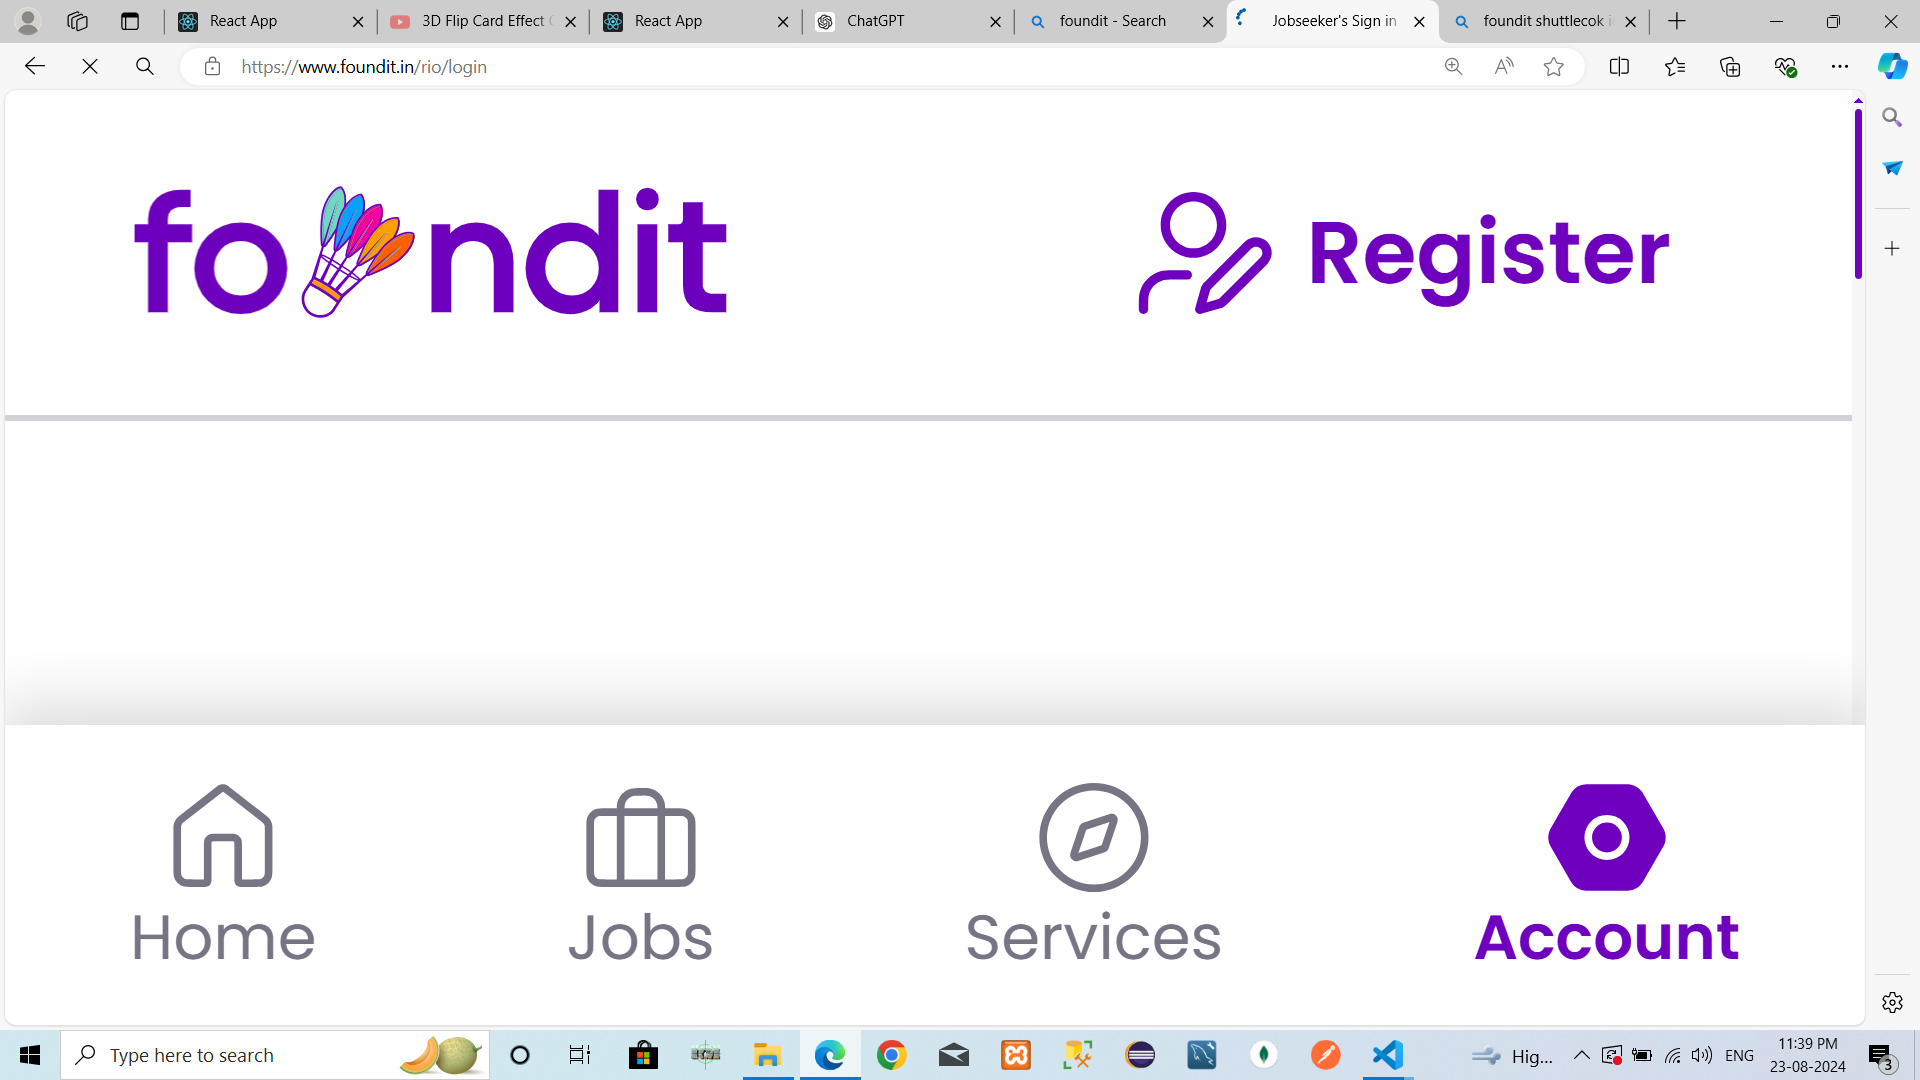 React App
3D Flip Card Effect
React App
ChatGPT
foundit - Search
Jobseeker's Sign in
foundit shuttlecok
https://www.foundit.in/rio/login
foundit
Register
Home
Jobs
Services
Account
Type here to search
Hig...
ENG
11:39 PM
23-08-2024
3